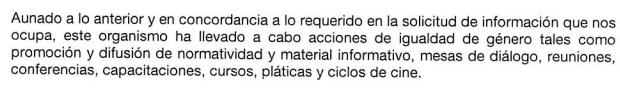 Aunado a lo anterior y en concordancia a lo requerido en la solicitud de información que nos
ocupa, este organismo ha llevado a cabo acciones de igualdad de género tales como
promoción y difusión de normatividad y material informativo, mesas de diálogo, reuniones,
conferencias, capacitaciones, cursos, pláticas y ciclos de cine.